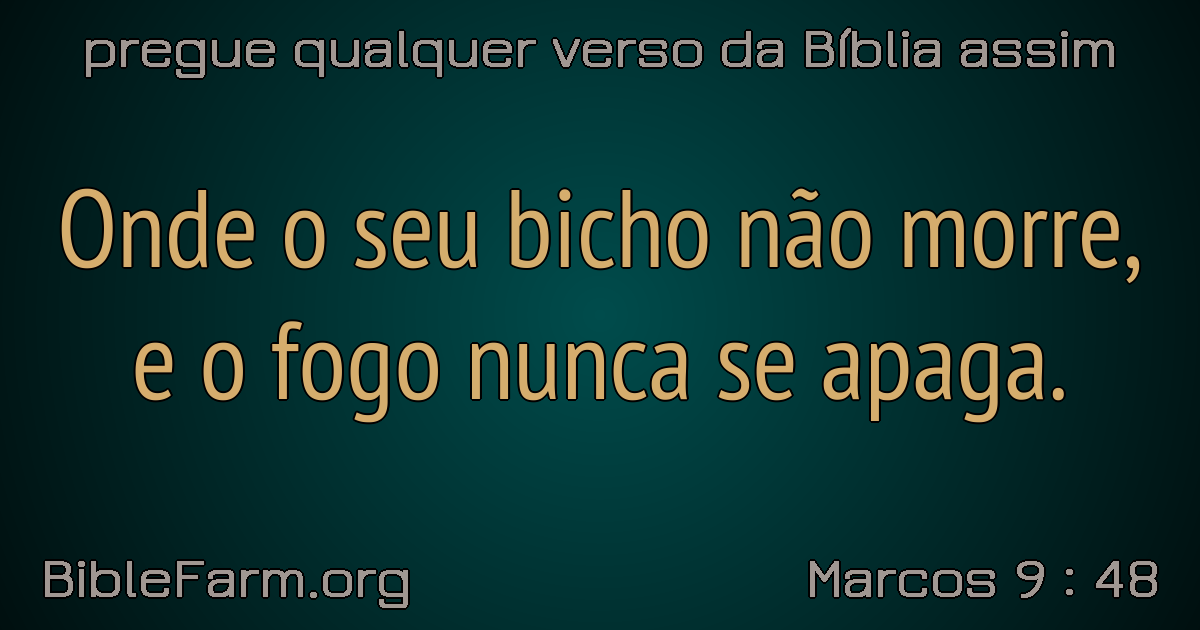 pregue qualquer verso da Bíblia assim
Onde o seu bicho não morre,
e o fogo nunca se apaga.
BibleFarm.org
Marcos 9 : 48